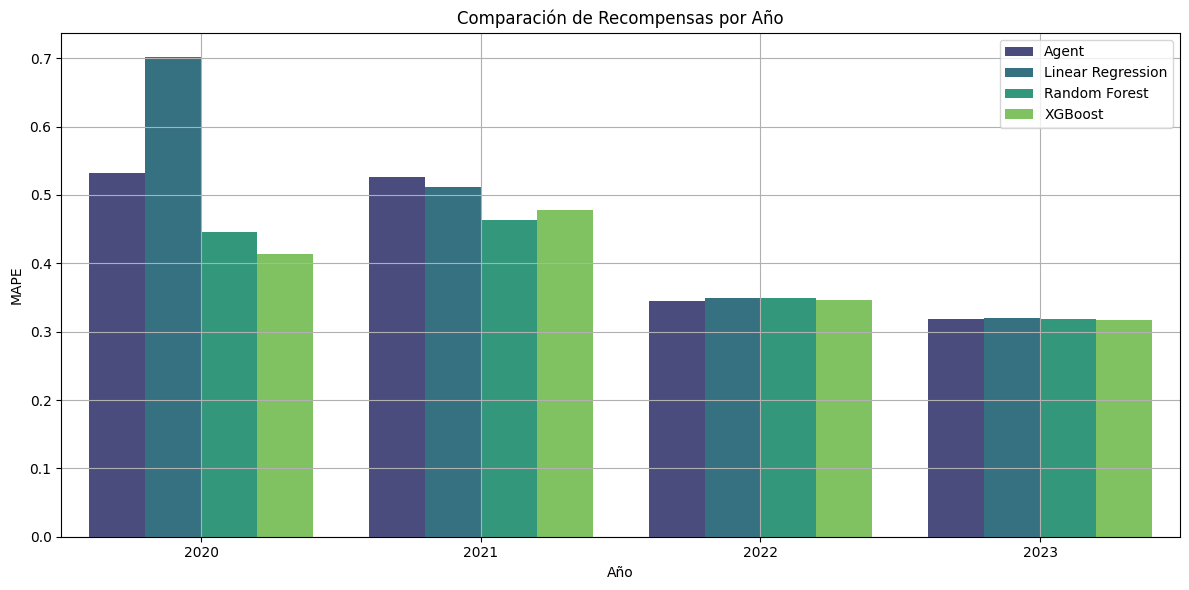 Comparación de Recompensas por Año
Agent
Linear Regression
Random Forest
XGBoost
0.7
0.6
0.5
0.4
0.3
0.2
0.1
0.0
MAPE
2020 2021 2022 2023
Año